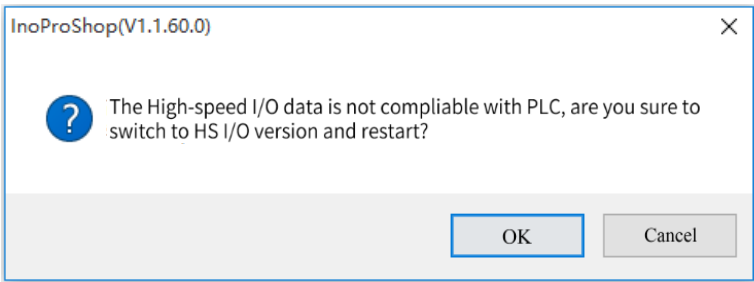 InoProShop(V1.1.60.0)
The High-speed I/O data is not compliable with PLC, are you sure to
switch to HS I/O version and restart?
OK
Cancel